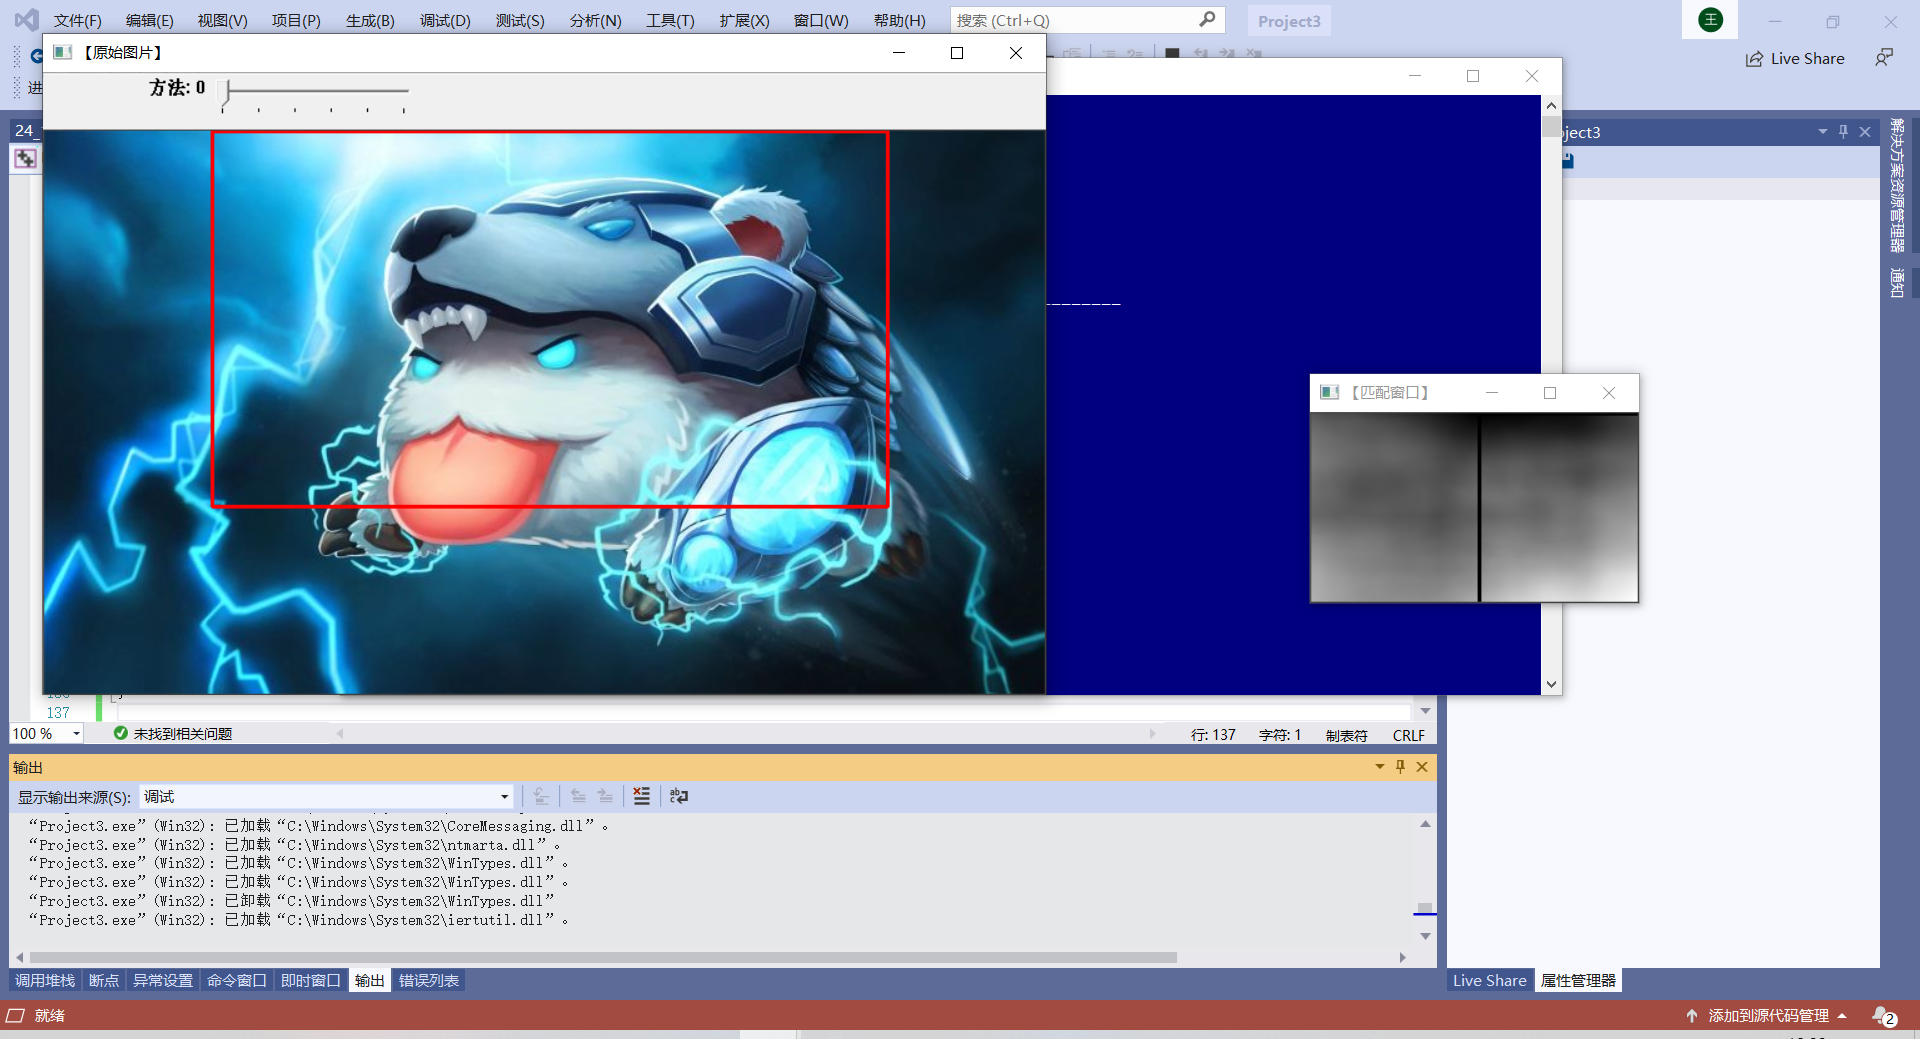 文件(F) 编辑(E) 视图(V) 项目(P) 生成(B) 调试(D) 测试(S) 分析(N) 工具(T) 扩展(X) 窗口(W) 帮助(H) 搜索 (Ctrl+Q) Project3 王
【原始图片】
Live Share
进
方法: 0
24_
ject3
解决方案资源管理器
通知
【匹配窗口】
137
100 % 未找到相关问题 行: 137 字符: 1 制表符 CRLF
输出
显示输出来源(S): 调试
“Project3.exe”(Win32): 已加载“C:\Windows\System32\CoreMessaging.dll”。
“Project3.exe”(Win32): 已加载“C:\Windows\System32\ntmarta.dll”。
“Project3.exe”(Win32): 已加载“C:\Windows\System32\WinTypes.dll”。
“Project3.exe”(Win32): 已加载“C:\Windows\System32\WinTypes.dll”。
“Project3.exe”(Win32): 已卸载“C:\Windows\System32\WinTypes.dll”
“Project3.exe”(Win32): 已加载“C:\Windows\System32\iertutil.dll”。
调用堆栈 断点 异常设置 命令窗口 即时窗口 输出 错误列表
Live Share 属性管理器
就绪 添加到源代码管理 2